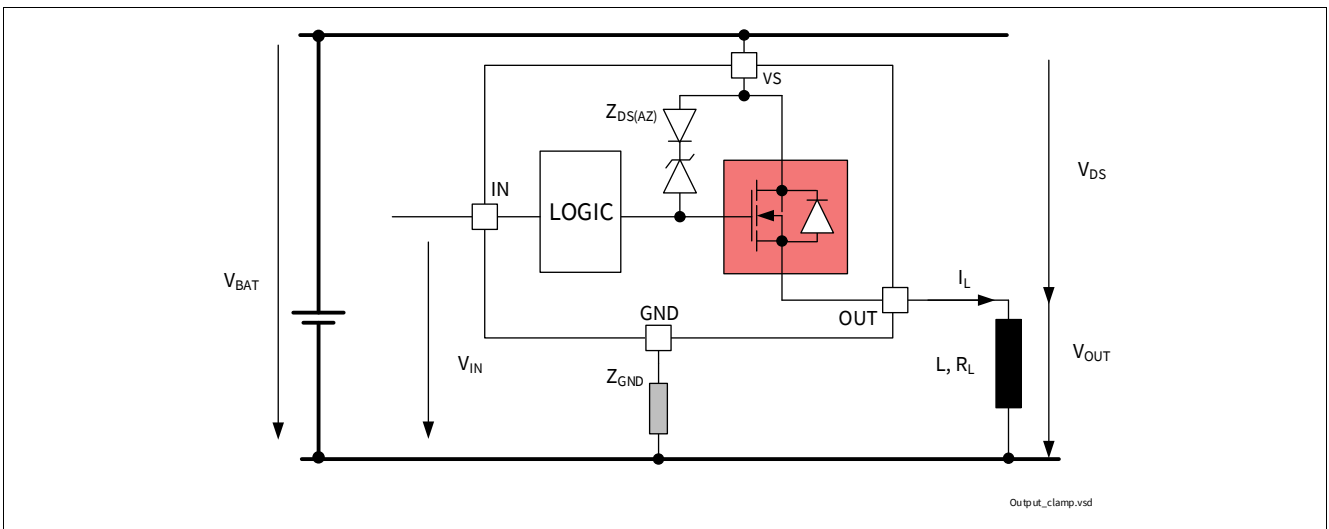 VS
Z_DS(AZ)
V_DS
IN
LOGIC
V_BAT
I_L
GND
OUT
V_IN
Z_GND
L, R_L
V_OUT
Output_clamp.vsd